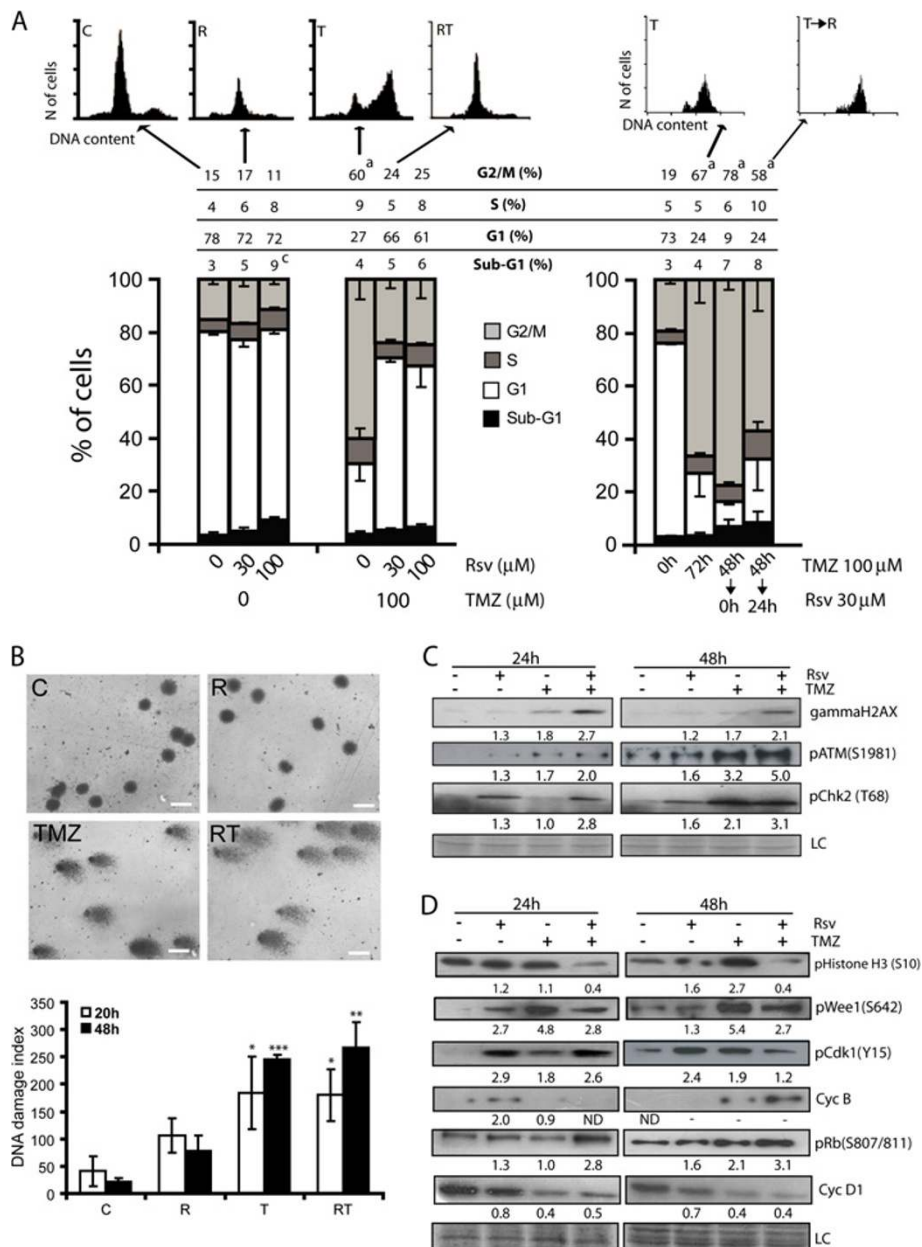 A
C
R
T
RT
T
T→R
N of cells
N of cells
DNA content
DNA content
15 17 11 60a 24 25 G2/M (%) 19 67a 78a 58a
4 6 8 9 5 8 S (%) 5 5 6 10
78 72 72 27 66 61 G1 (%) 73 24 9 24
3 5 9c 4 5 6 Sub-G1 (%) 3 4 7 8
100
80
60
40
20
0
% of cells
G2/M
S
G1
Sub-G1
100
80
60
40
20
0
0 30 100 0 30 100 Rsv (µM)
0 100 TMZ (µM)
0h 72h 48h 48h TMZ 100 µM
0h 24h Rsv 30 µM
B
C
R
TMZ
RT
DNA damage index
350
300
250
200
150
100
50
0
20h
48h
* *** * **
C R T RT
C
24h 48h
- + - + - + - + Rsv
- - + + - - + + TMZ
gammaH2AX
1.3 1.8 2.7 1.2 1.7 2.1
pATM(S1981)
1.3 1.7 2.0 1.6 3.2 5.0
pChk2 (T68)
1.3 1.0 2.8 1.6 2.1 3.1
LC
D
24h 48h
- + - + - + - + Rsv
- - + + - - + + TMZ
pHistone H3 (S10)
1.2 1.1 0.4 1.6 2.7 0.4
pWee1(S642)
2.7 4.8 2.8 1.3 5.4 2.7
pCdk1(Y15)
2.9 1.8 2.6 2.4 1.9 1.2
Cyc B
2.0 0.9 ND ND - - -
pRb(S807/811)
1.3 1.0 2.8 1.6 2.1 3.1
Cyc D1
0.8 0.4 0.5 0.7 0.4 0.4
LC